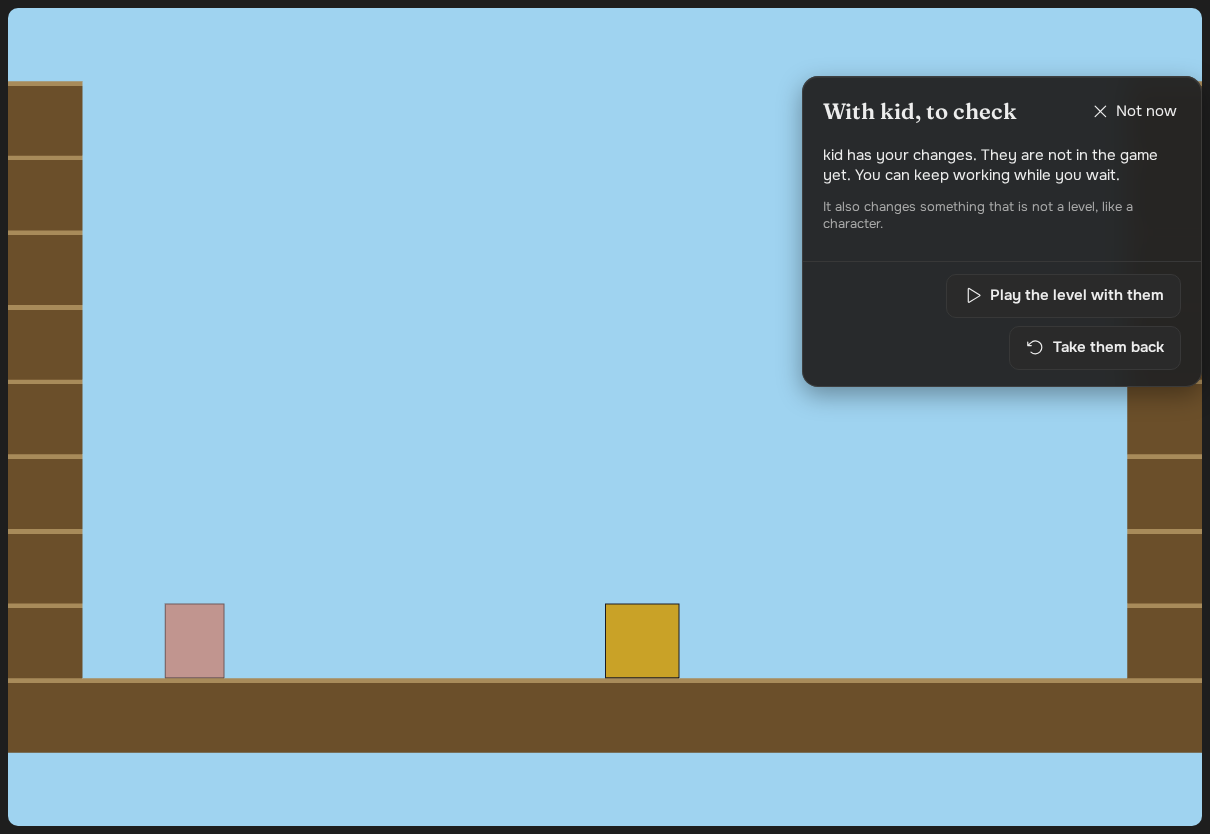 With kid, to check
Not now
kid has your changes. They are not in the game
yet. You can keep working while you wait.
It also changes something that is not a level, like a
character.
Play the level with them
Take them back